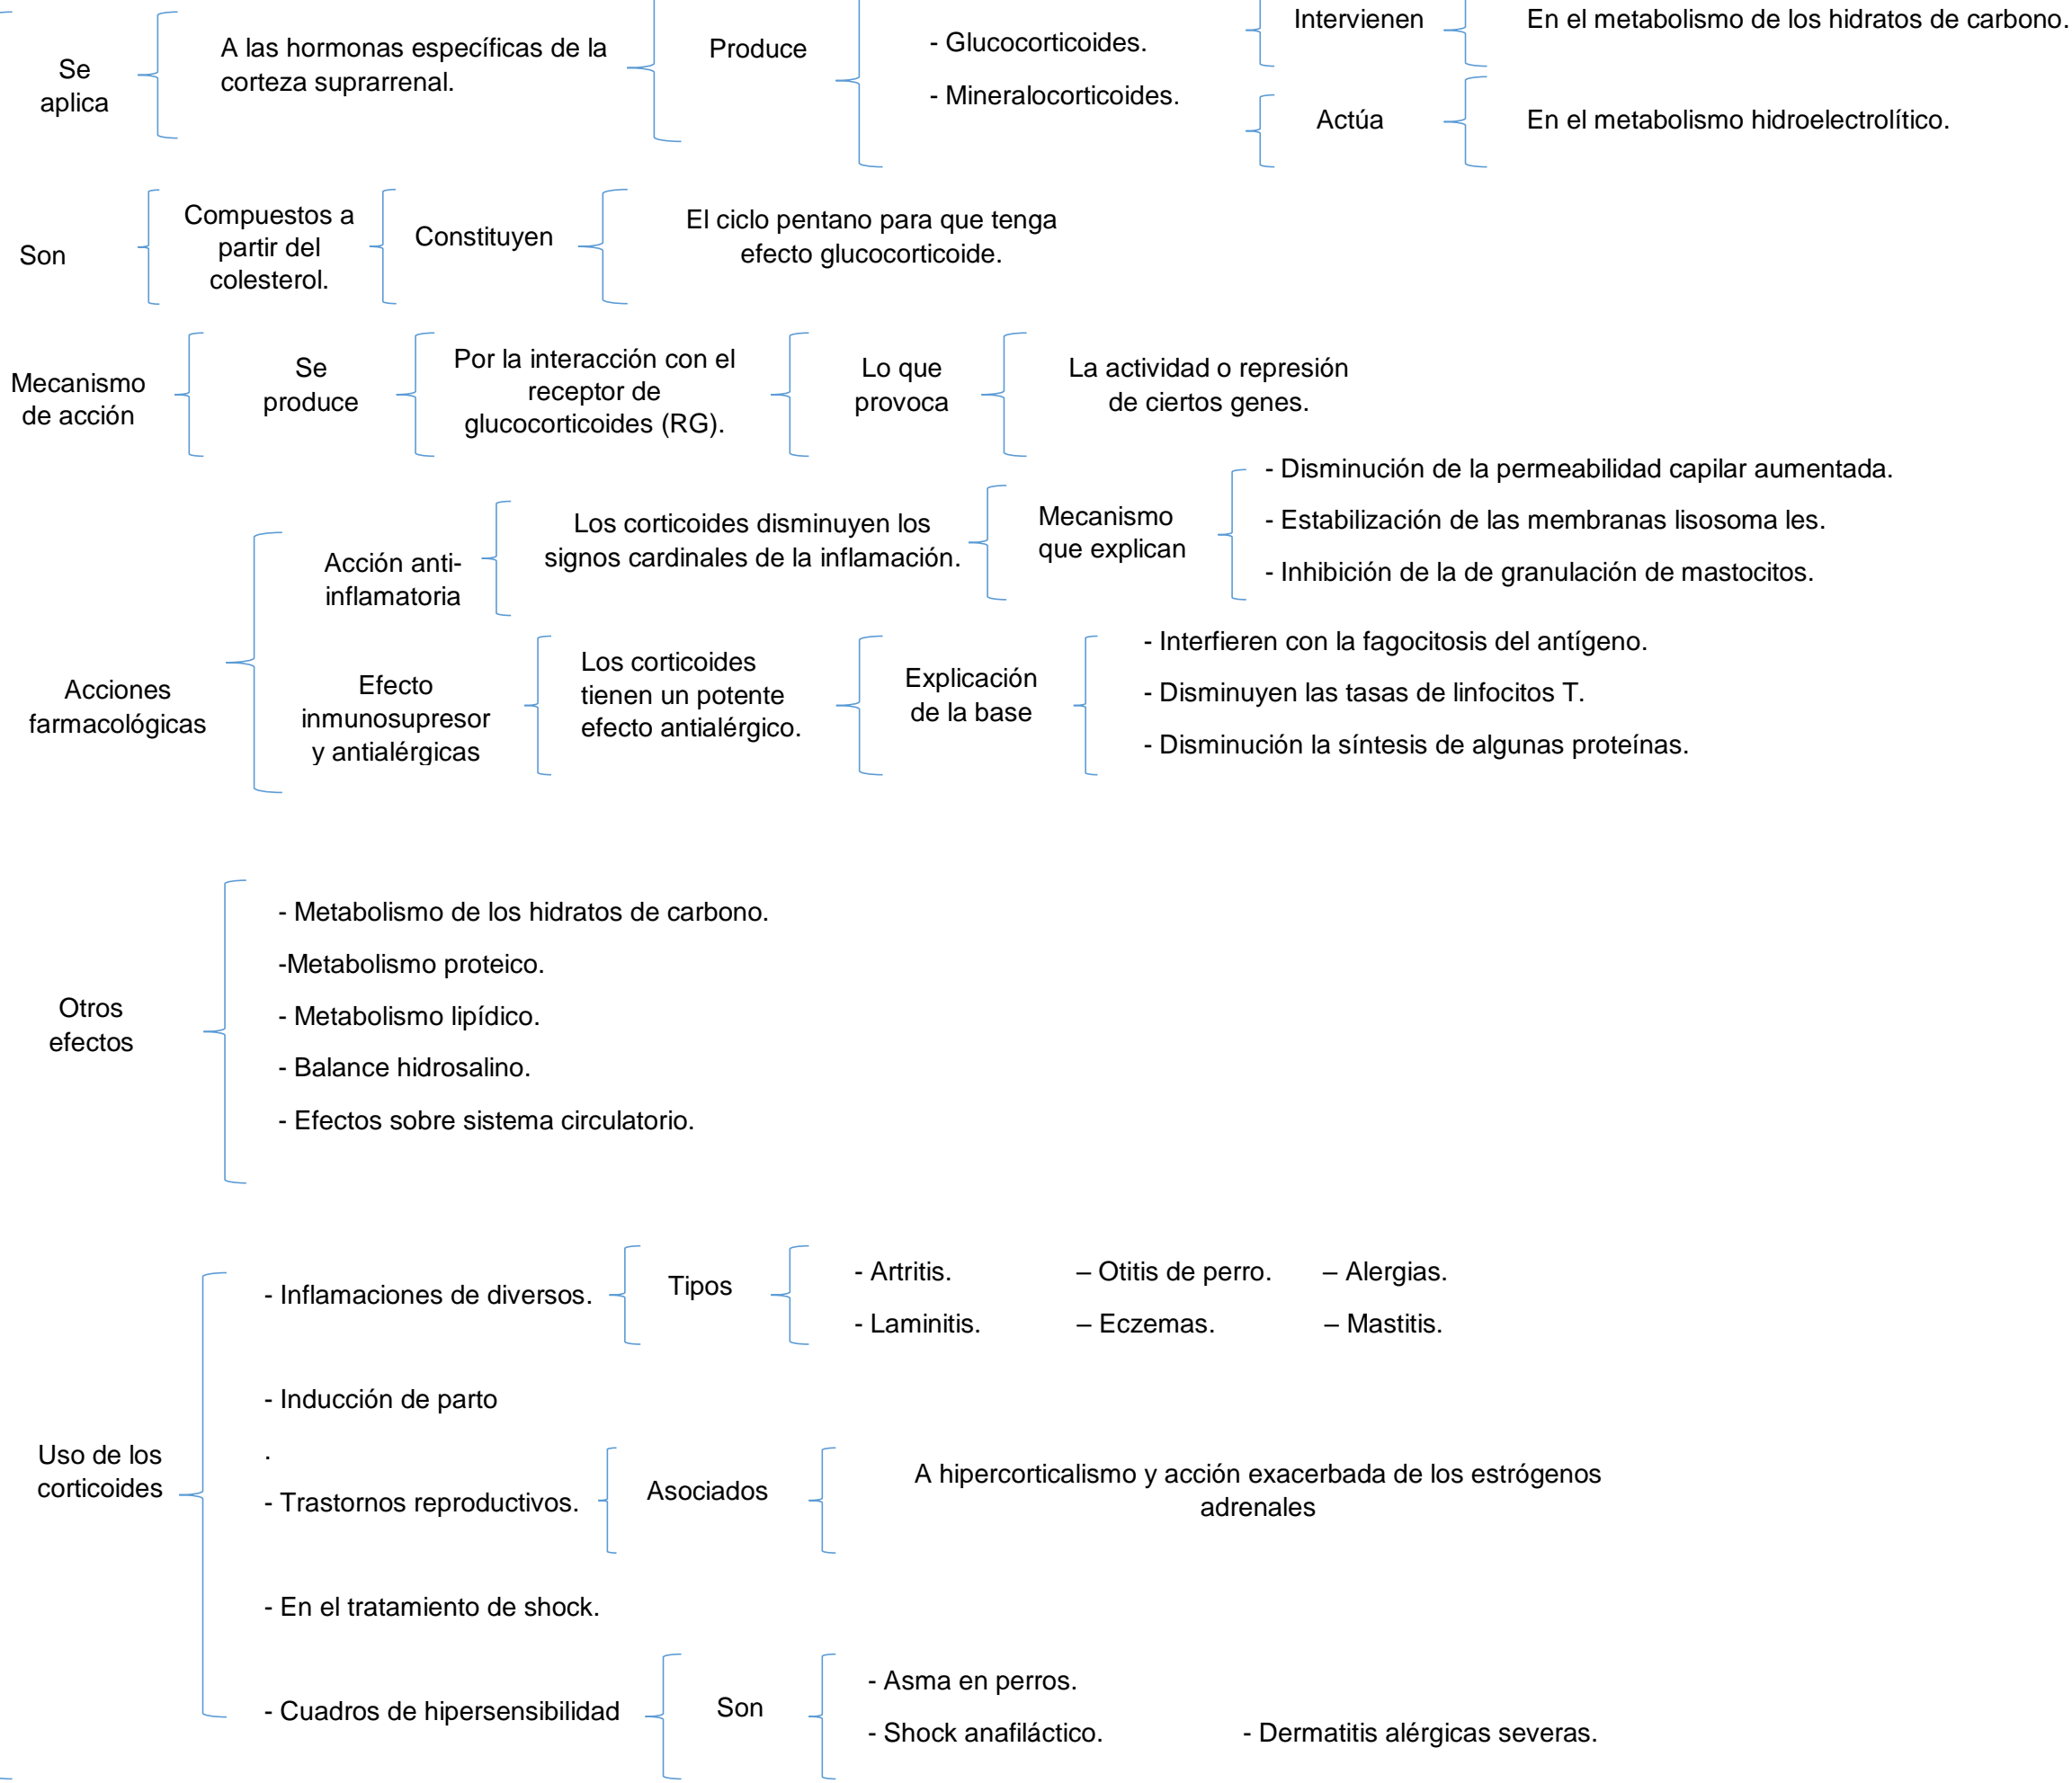 Se
aplica
A las hormonas específicas de la
corteza suprarrenal.
Produce
- Glucocorticoides.
- Mineralocorticoides.
Intervienen
En el metabolismo de los hidratos de carbono.
Actúa
En el metabolismo hidroelectrolítico.
Son
Compuestos a
partir del
colesterol.
Constituyen
El ciclo pentano para que tenga
efecto glucocorticoide.
Mecanismo
de acción
Se
produce
Por la interacción con el
receptor de
glucocorticoides (RG).
Lo que
provoca
La actividad o represión
de ciertos genes.
Acciones
farmacológicas
Acción anti-
inflamatoria
Los corticoides disminuyen los
signos cardinales de la inflamación.
Mecanismo
que explican
- Disminución de la permeabilidad capilar aumentada.
- Estabilización de las membranas lisosoma les.
- Inhibición de la de granulación de mastocitos.
Efecto
inmunosupresor
y antialérgicas
Los corticoides
tienen un potente
efecto antialérgico.
Explicación
de la base
- Interfieren con la fagocitosis del antígeno.
- Disminuyen las tasas de linfocitos T.
- Disminución la síntesis de algunas proteínas.
Otros
efectos
- Metabolismo de los hidratos de carbono.
-Metabolismo proteico.
- Metabolismo lipídico.
- Balance hidrosalino.
- Efectos sobre sistema circulatorio.
Uso de los
corticoides
- Inflamaciones de diversos.
Tipos
- Artritis. – Otitis de perro. – Alergias.
- Laminitis. – Eczemas. – Mastitis.
- Inducción de parto
.
- Trastornos reproductivos.
Asociados
A hipercorticalismo y acción exacerbada de los estrógenos
adrenales
- En el tratamiento de shock.
- Cuadros de hipersensibilidad
Son
- Asma en perros.
- Shock anafiláctico. - Dermatitis alérgicas severas.